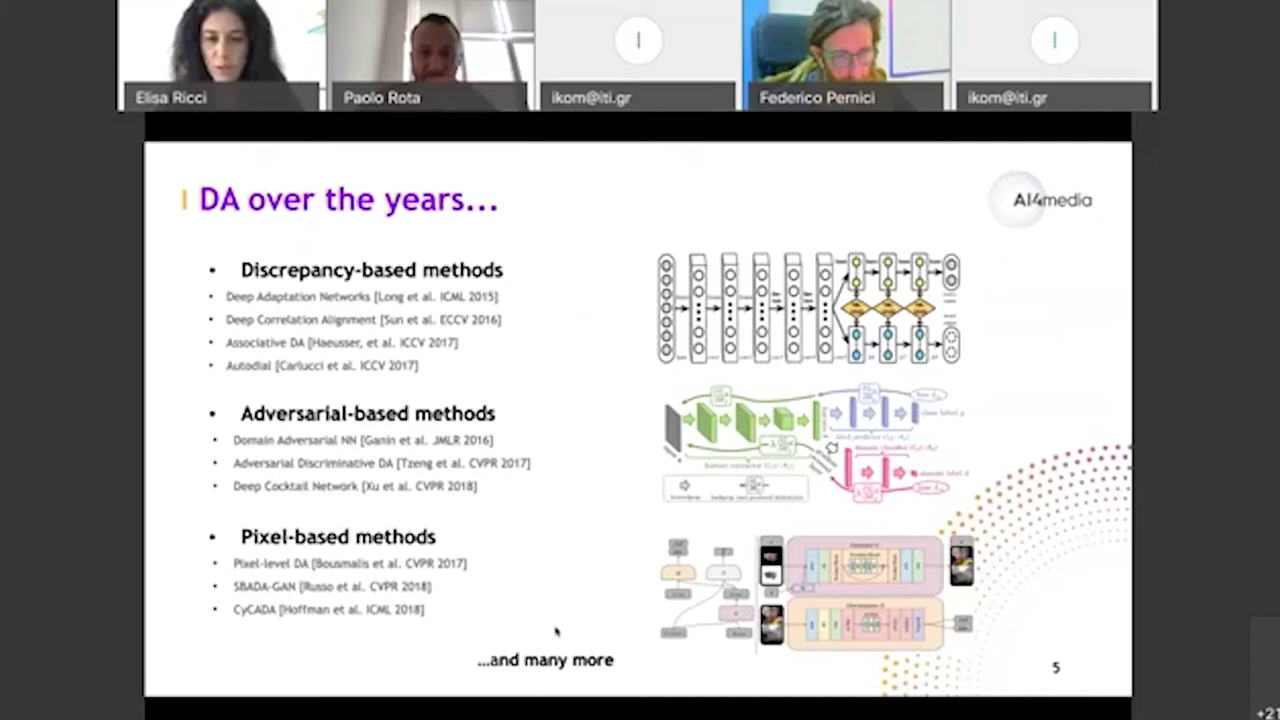 Elisa Ricci
Paolo Rota
I
ikom@iti.gr
Federico Pernici
I
ikom@iti.gr
DA over the years...
AI4media
• Discrepancy-based methods
• Deep Adaptation Networks [Long et al. ICML 2015]
• Deep Correlation Alignment [Sun et al. ECCV 2016]
• Associative DA [Haeusser, et al. ICCV 2017]
• Autodial [Carlucci et al. ICCV 2017]
• Adversarial-based methods
• Domain Adversarial NN [Ganin et al. JMLR 2016]
• Adversarial Discriminative DA [Tzeng et al. CVPR 2017]
• Deep Cocktail Network [Xu et al. CVPR 2018]
• Pixel-based methods
• Pixel-level DA [Bousmalis et al. CVPR 2017]
• SBADA-GAN [Russo et al. CVPR 2018]
• CyCADA [Hoffman et al. ICML 2018]
...and many more
5